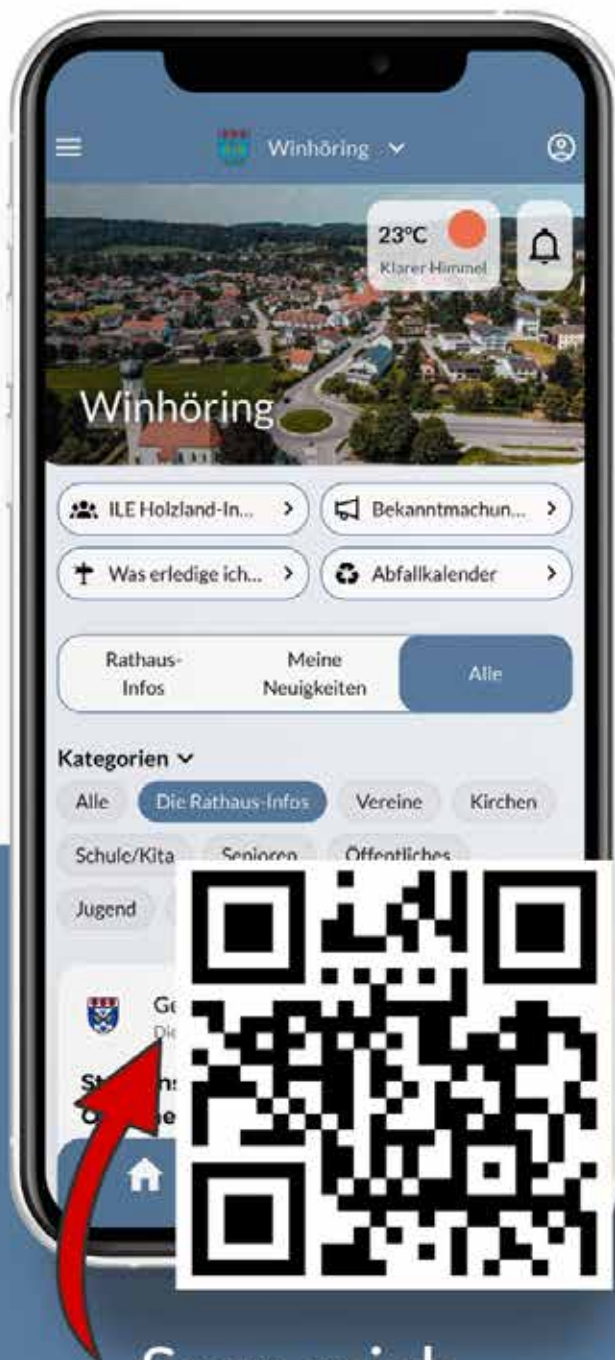 Winhöring
23°C
Klarer Himmel
Winhöring
ILE Holzland-In...
Bekanntmachun...
Was erledige ich...
Abfallkalender
Rathaus-
Infos
Meine
Neuigkeiten
Alle
Kategorien
Alle
Die Rathaus-Infos
Vereine
Kirchen
Schule/Kita
Senioren
Öffentliches
Jugend